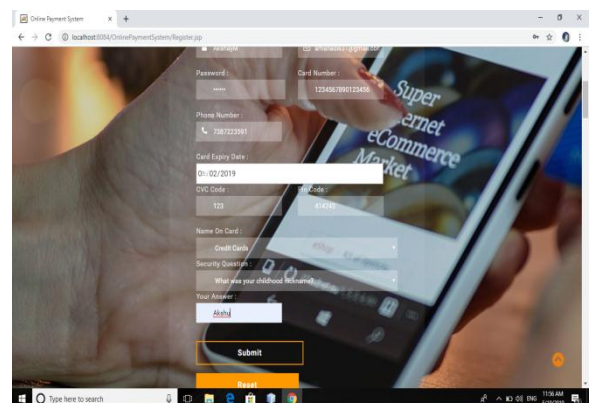 Online Payment System
localhost:8084/OnlinePaymentSystem/Register.jsp
Password : Card Number :
1234567890123456
Phone Number :
7387223561
Card Expiry Date :
02/2019
CVC Code : Pin Code :
123 414243
Name On Card :
Credit Cards
Security Question :
What was your childhood nickname?
Your Answer :
Akshu
Submit
Reset
Super
eCommerce
Market
Type here to search
ENG
11:56 AM